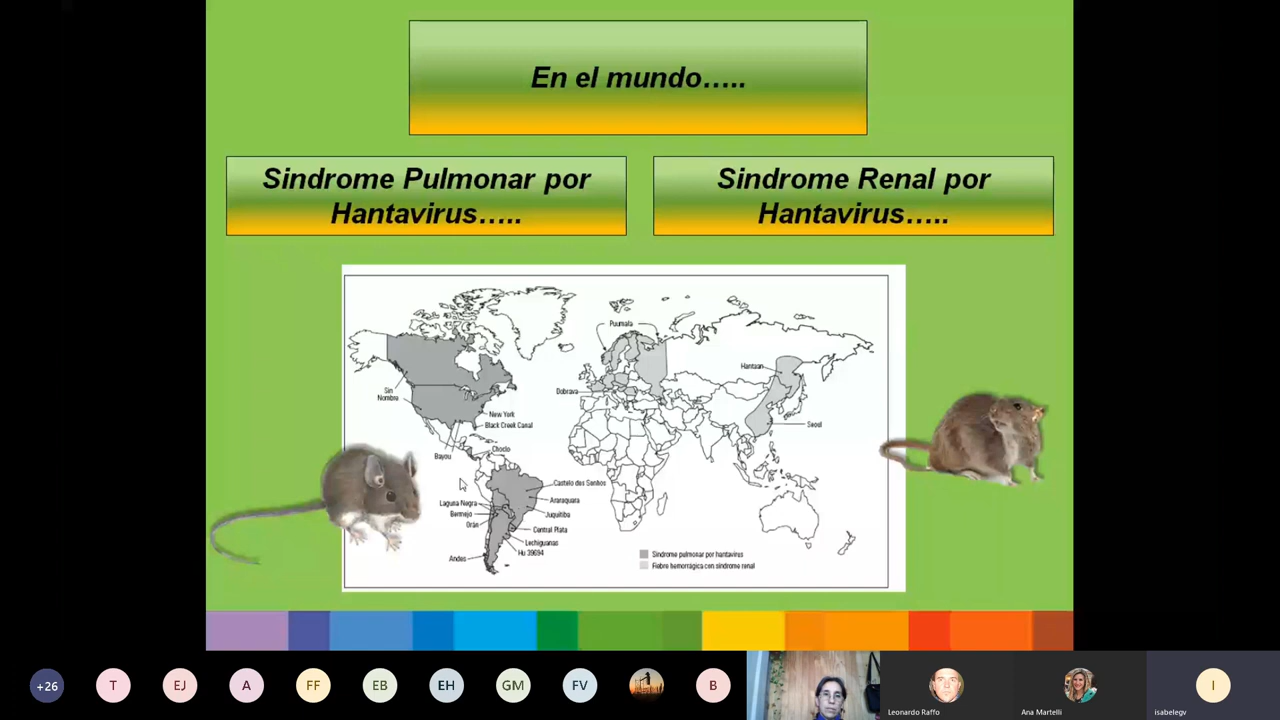 En el mundo…..
Sindrome Pulmonar por
Hantavirus…..
Sindrome Renal por
Hantavirus…..
Puumala
Sin
Nombre
New York
Black Creek Canal
Bayou
Choclo
Dobrava
Hantaan
Seoul
Castelo dos Sonhos
Laguna Negra
Araraquara
Bermejo
Juquitiba
Orán
Central Plata
Lechiguanas
Hu 39694
Andes
Síndrome pulmonar por hantavirus
Fiebre hemorrágica con síndrome renal
+26
T
EJ
A
FF
EB
EH
GM
FV
B
I
Leonardo Raffo
Ana Martelli
isabelegv